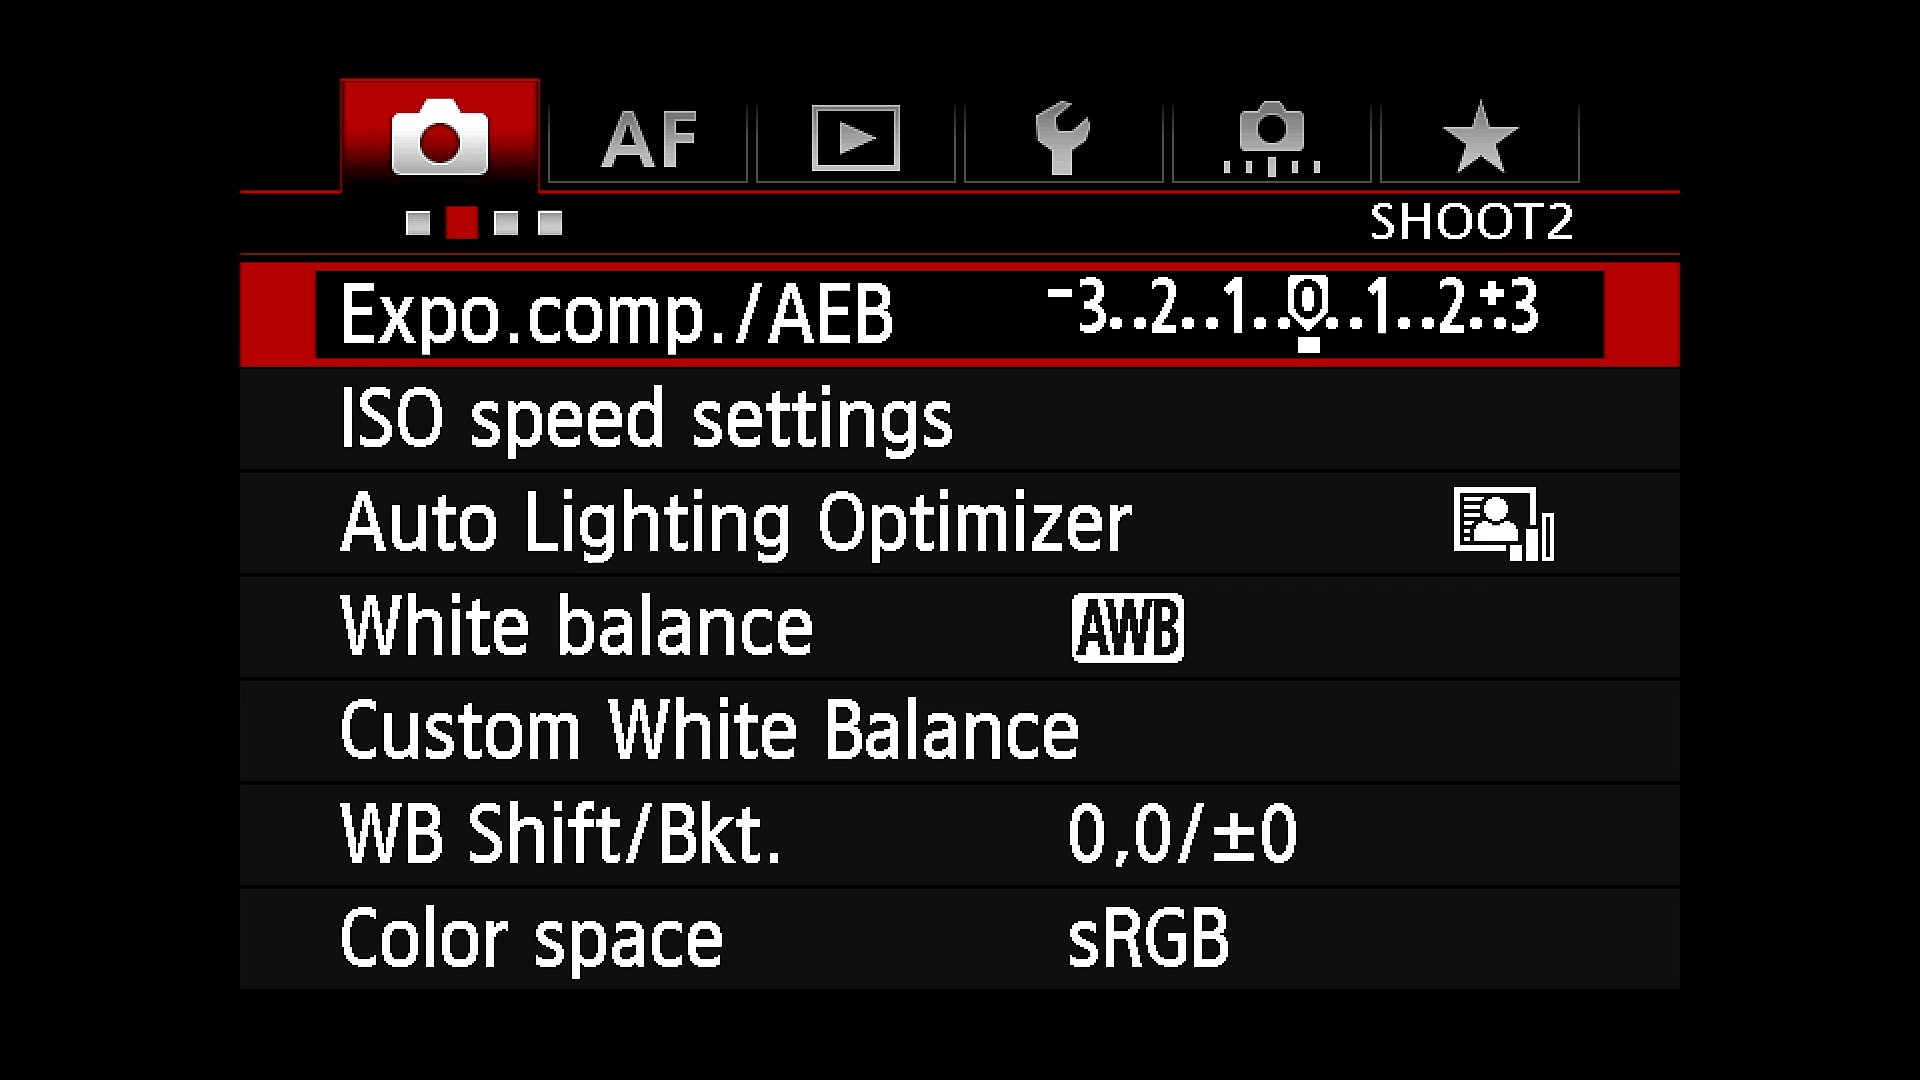 AF
SHOOT2
Expo.comp./AEB -3..2..1..0..1..2..+3
ISO speed settings
Auto Lighting Optimizer
White balance AWB
Custom White Balance
WB Shift/Bkt. 0,0/±0
Color space sRGB